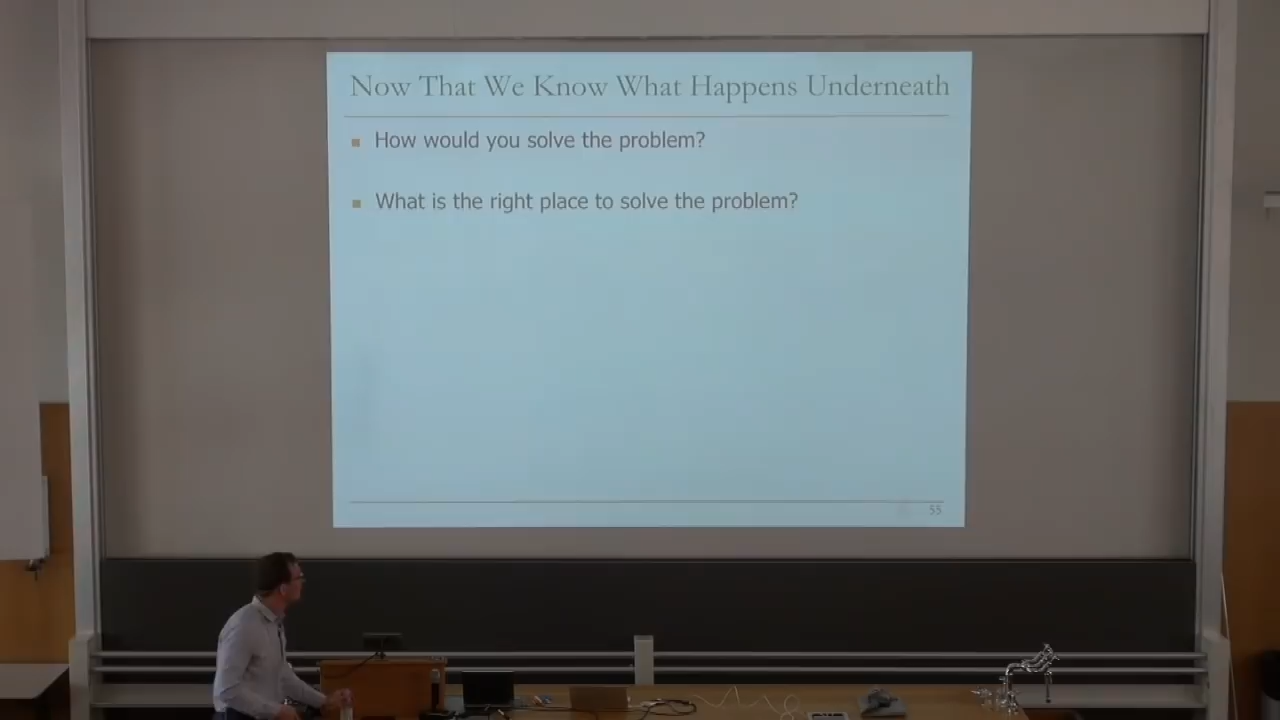 Now That We Know What Happens Underneath
How would you solve the problem?
What is the right place to solve the problem?
55